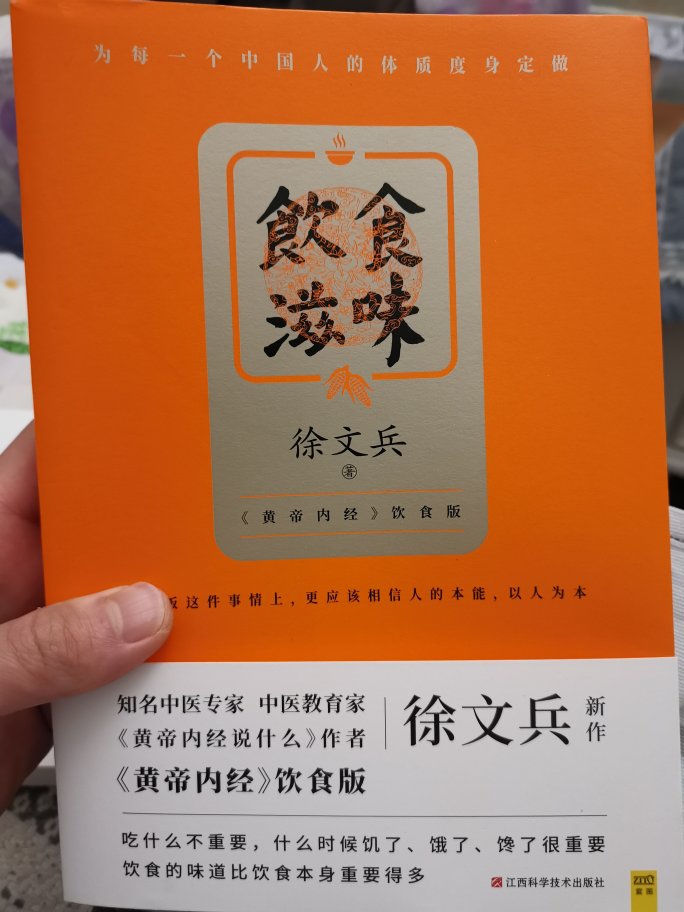 为每一个中国人的体质度身定做
飲食
滋味
徐文兵
著
《黄帝内经》饮食版
饭这件事情上,更应该相信人的本能,以人为本
知名中医专家 中医教育家
《黄帝内经说什么》作者
徐文兵
新作
《黄帝内经》饮食版
吃什么不重要，什么时候饥了、饿了、馋了很重要
饮食的味道比饮食本身重要得多
江西科学技术出版社
紫图